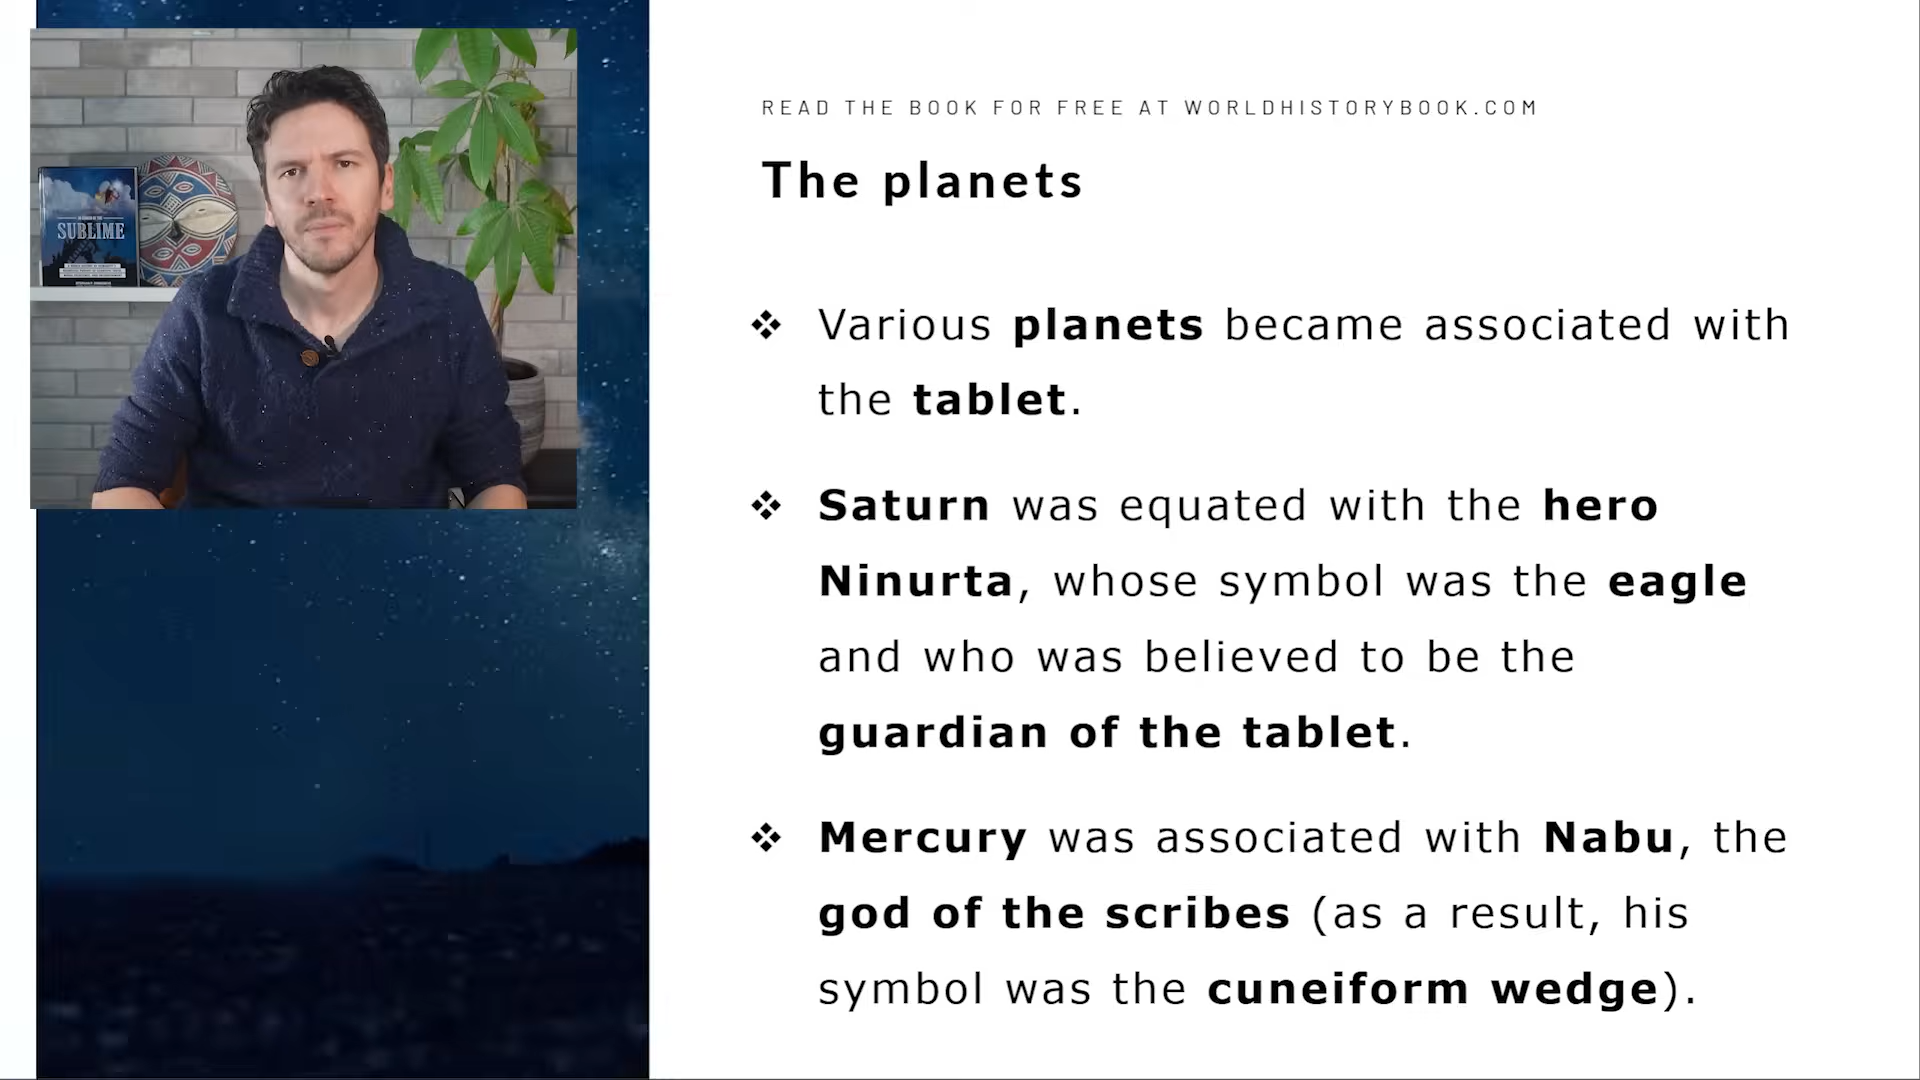 SUBLIME
READ THE BOOK FOR FREE AT WORLDHISTORYBOOK.COM
The planets
❖ Various planets became associated with
the tablet.
❖ Saturn was equated with the hero
Ninurta, whose symbol was the eagle
and who was believed to be the
guardian of the tablet.
❖ Mercury was associated with Nabu, the
god of the scribes (as a result, his
symbol was the cuneiform wedge).